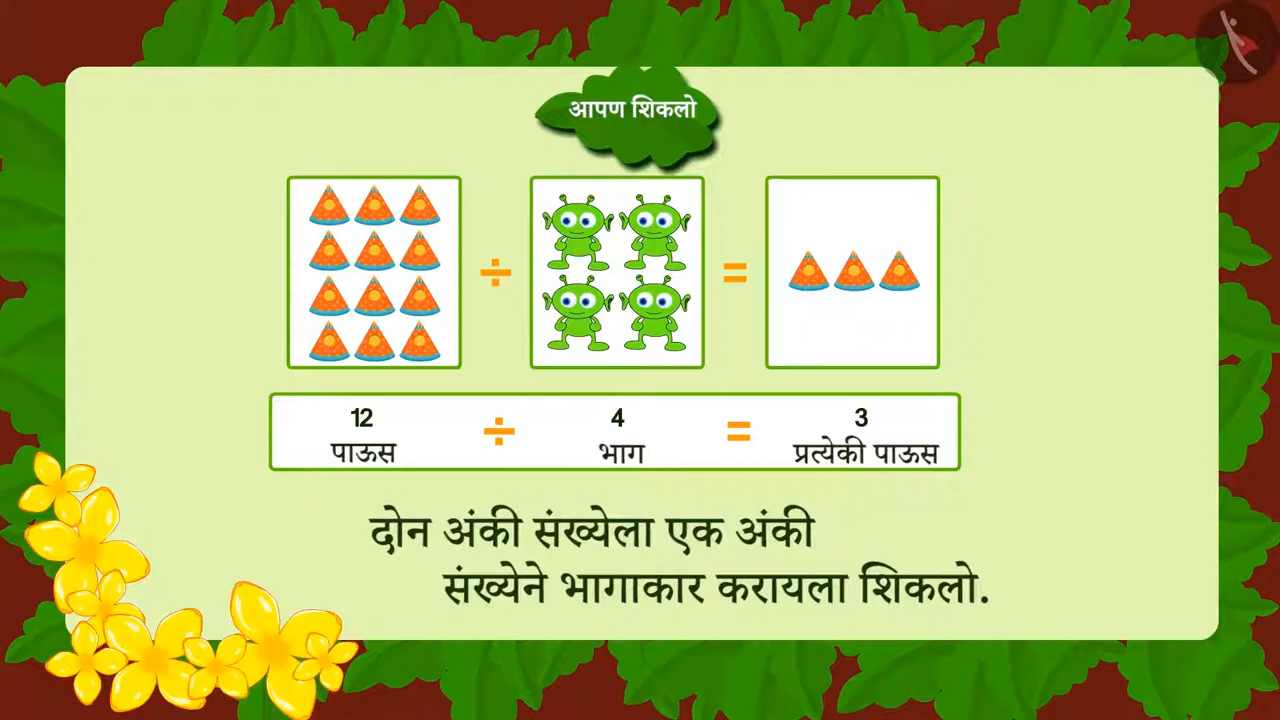 आपण शिकलो
÷ =
12 ÷ 4 = 3
पाऊस भाग प्रत्येकी पाऊस
दोन अंकी संख्येला एक अंकी
संख्येने भागाकार करायला शिकलो.